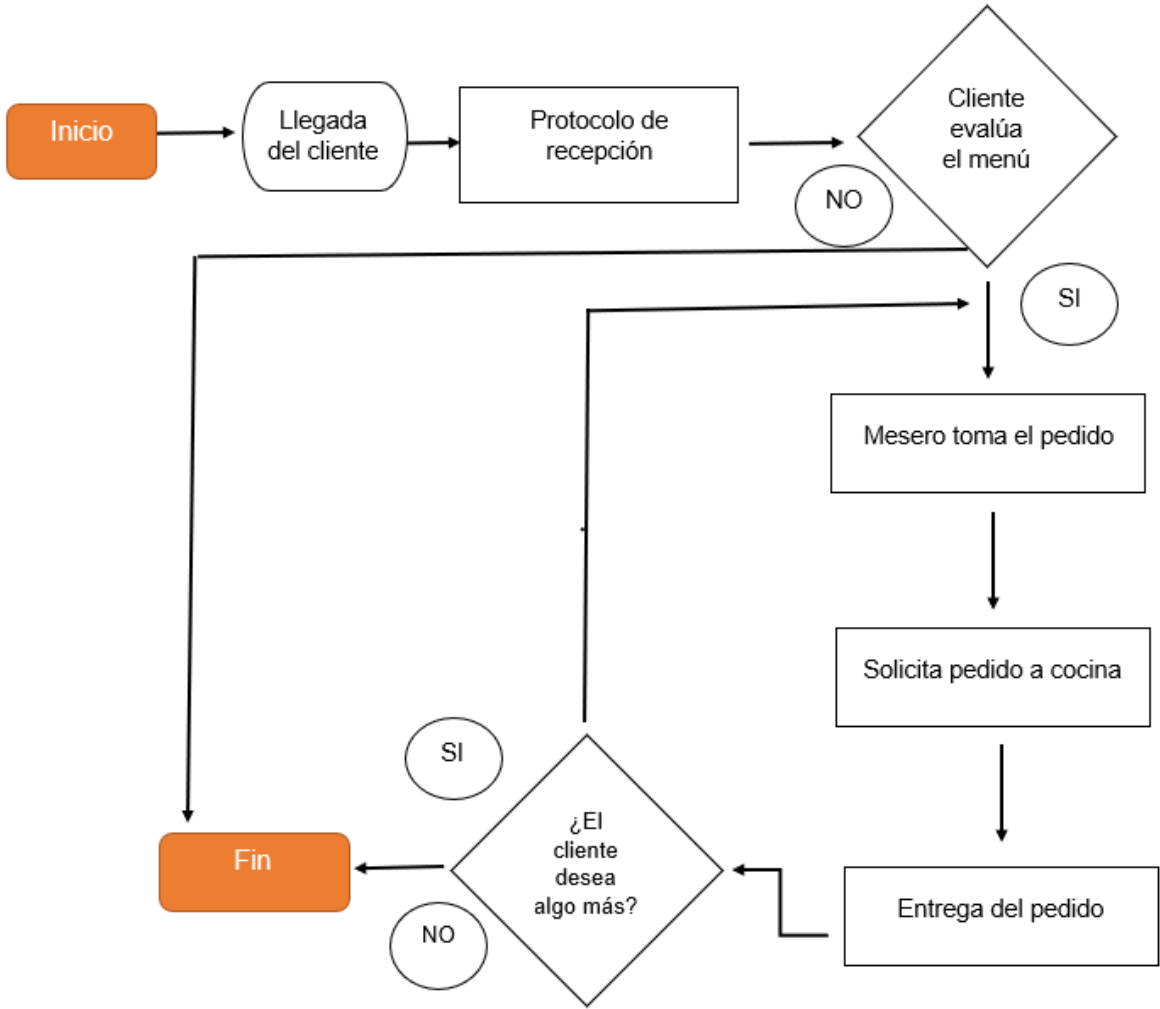 Inicio
Llegada
del cliente
Protocolo de
recepción
Cliente
evalúa
el menú
NO
SI
Mesero toma el pedido
Solicita pedido a cocina
Entrega del pedido
SI
¿El
cliente
desea
algo más?
Fin
NO